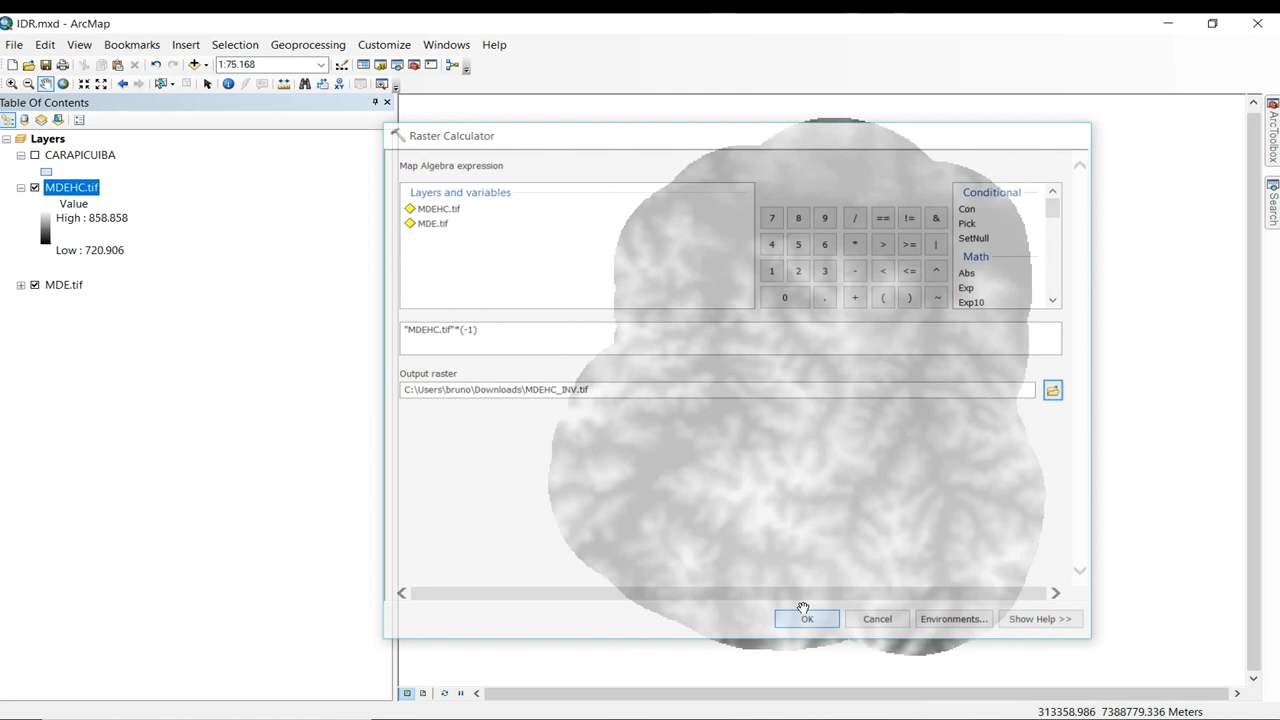 IDR.mxd - ArcMap
File Edit View Bookmarks Insert Selection Geoprocessing Customize Windows Help
1:75.168
Table Of Contents
Layers
CARAPICUIBA
MDEHC.tif
Value
High : 858.858
Low : 720.906
MDE.tif
Raster Calculator
Map Algebra expression
Layers and variables
MDEHC.tif
MDE.tif
7 8 9 / == != &
4 5 6 * > >= |
1 2 3 - < <= ^
0 . + ( ) ~
Conditional
Con
Pick
SetNull
Math
Abs
Exp
Exp10
"MDEHC.tif"*(-1)
Output raster
C:\Users\bruno\Downloads\MDEHC_INV.tif
OK Cancel Environments... Show Help >>
ArcToolbox
Search
313358.986 7388779.336 Meters